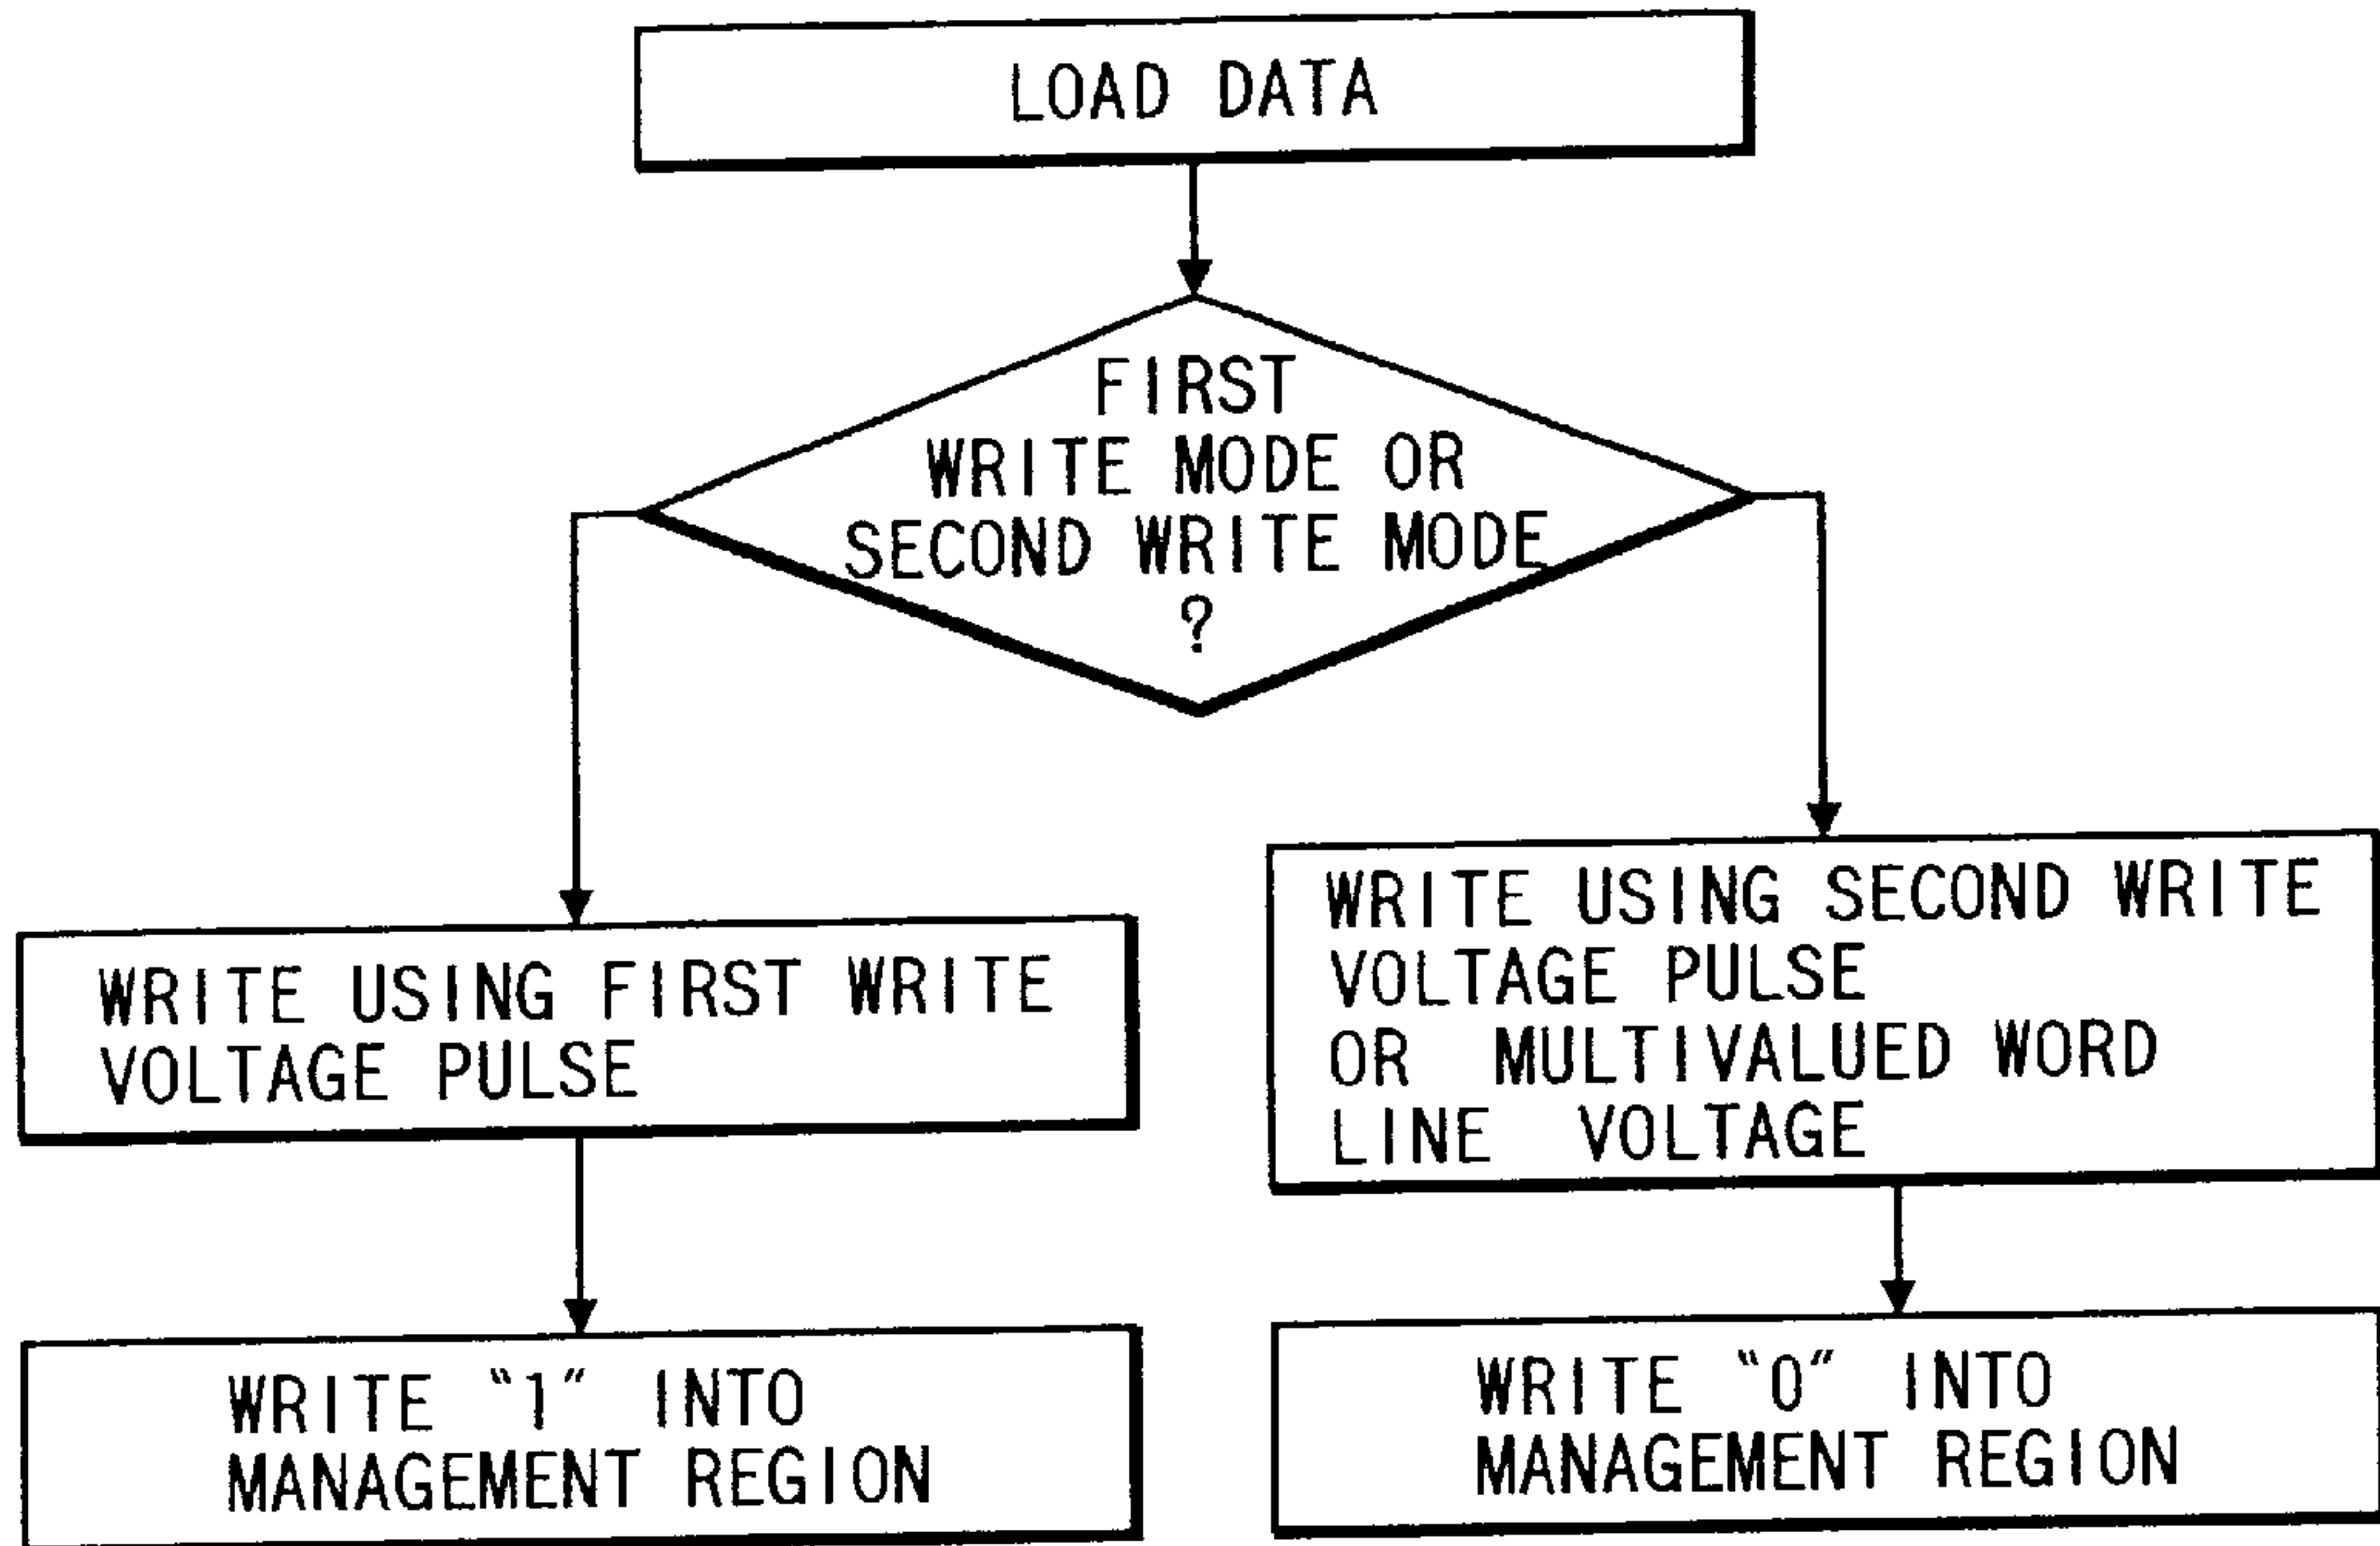 LOAD DATA
FIRST
WRITE MODE OR
SECOND WRITE MODE
?
WRITE USING FIRST WRITE
VOLTAGE PULSE
WRITE USING SECOND WRITE
VOLTAGE PULSE
OR MULTIVALUED WORD
LINE VOLTAGE
WRITE “1” INTO
MANAGEMENT REGION
WRITE “0” INTO
MANAGEMENT REGION